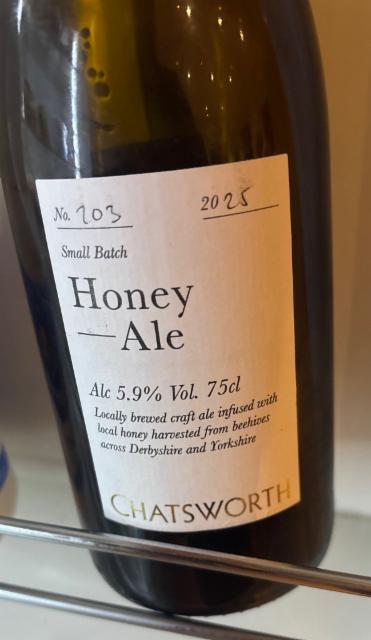 No. 203 2025
Small Batch
Honey
—Ale
Alc 5.9% Vol. 75cl
Locally brewed craft ale infused with
local honey harvested from beehives
across Derbyshire and Yorkshire
CHATSWORTH